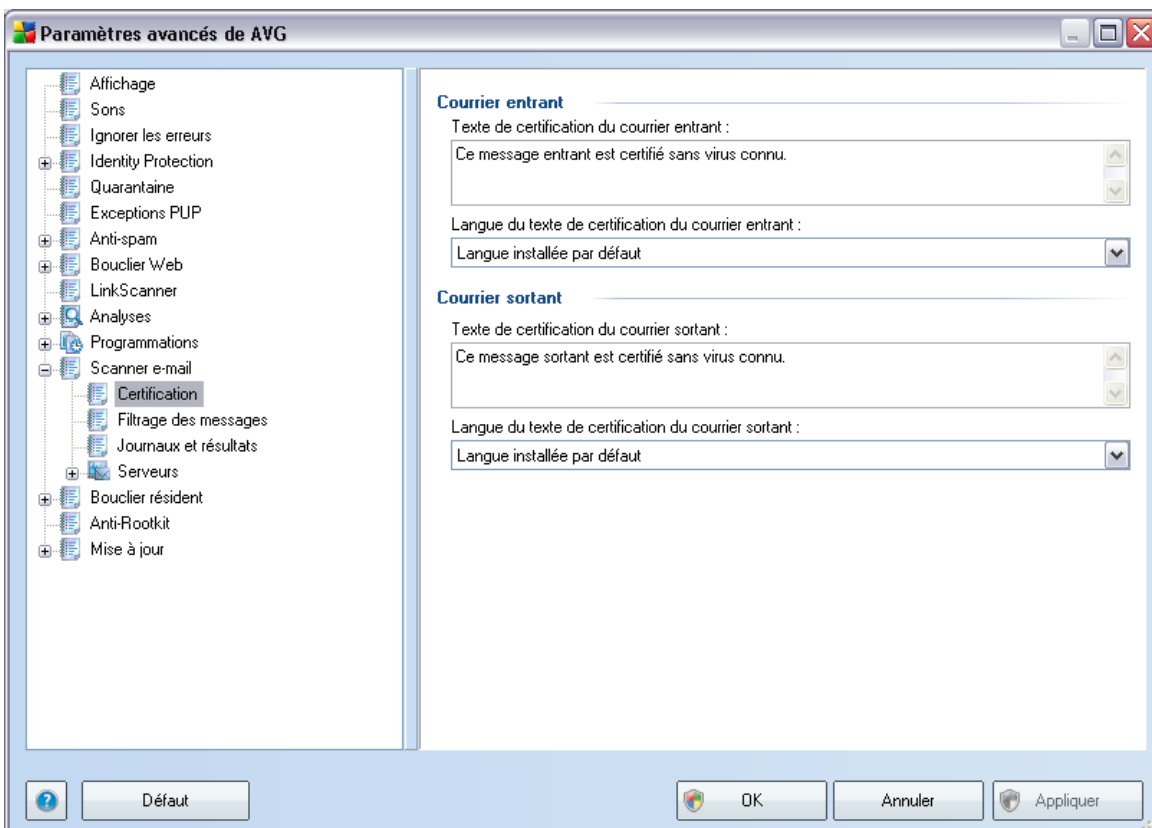 Paramètres avancés de AVG
Affichage
Sons
Ignorer les erreurs
Identity Protection
Quarantaine
Exceptions PUP
Anti-spam
Bouclier Web
LinkScanner
Analyses
Programmations
Scanner e-mail
Certification
Filtrage des messages
Journaux et résultats
Serveurs
Bouclier résident
Anti-Rootkit
Mise à jour
Courrier entrant
Texte de certification du courrier entrant :
Ce message entrant est certifié sans virus connu.
Langue du texte de certification du courrier entrant :
Langue installée par défaut
Courrier sortant
Texte de certification du courrier sortant :
Ce message sortant est certifié sans virus connu.
Langue du texte de certification du courrier sortant :
Langue installée par défaut
Défaut
OK
Annuler
Appliquer